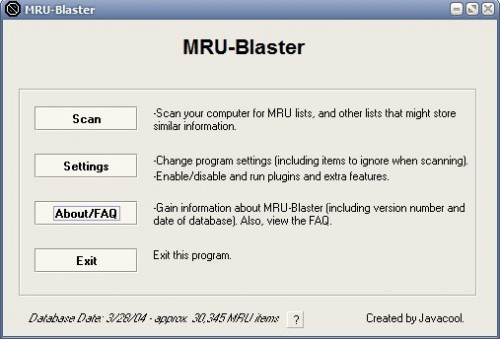 MRU-Blaster
MRU-Blaster
Scan
-Scan your computer for MRU lists, and other lists that might store
similar information.
Settings
-Change program settings (including items to ignore when scanning).
-Enable/disable and run plugins and extra features.
About/FAQ
-Gain information about MRU-Blaster (including version number and
date of database). Also, view the FAQ.
Exit
Exit this program.
Database Date: 3/28/04 - approx. 30,345 MRU items
?
Created by Javacool.